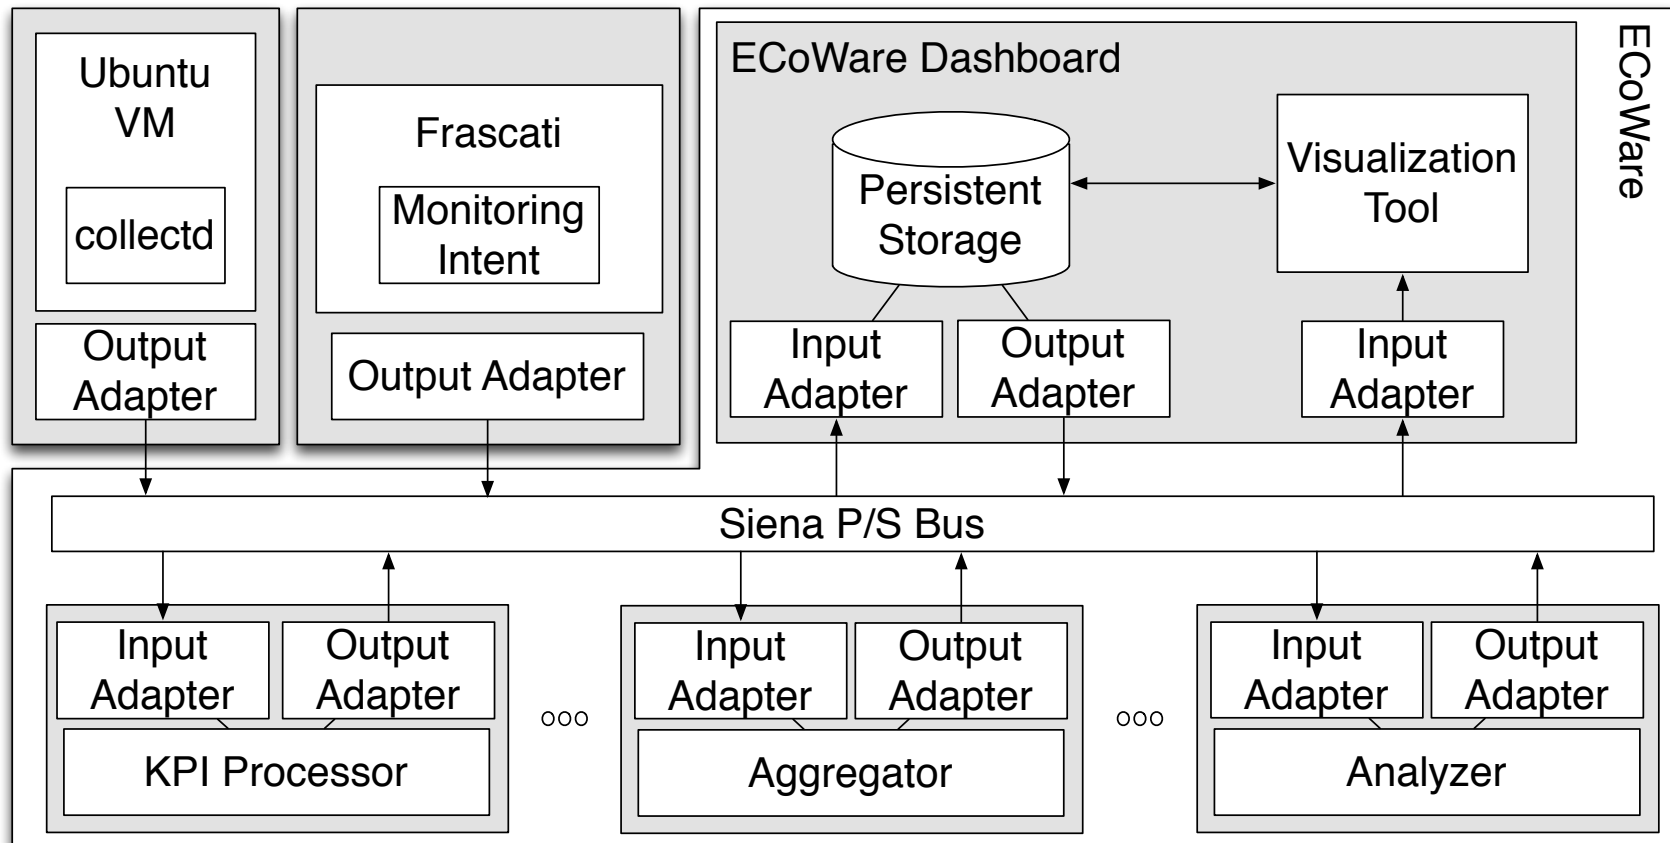 Ubuntu
VM
collectd
Output
Adapter
Frascati
Monitoring
Intent
Output Adapter
ECoWare Dashboard
Persistent
Storage
Visualization
Tool
Input
Adapter
Output
Adapter
Input
Adapter
ECoWare
Siena P/S Bus
Input
Adapter
Output
Adapter
KPI Processor
Input
Adapter
Output
Adapter
Aggregator
Input
Adapter
Output
Adapter
Analyzer